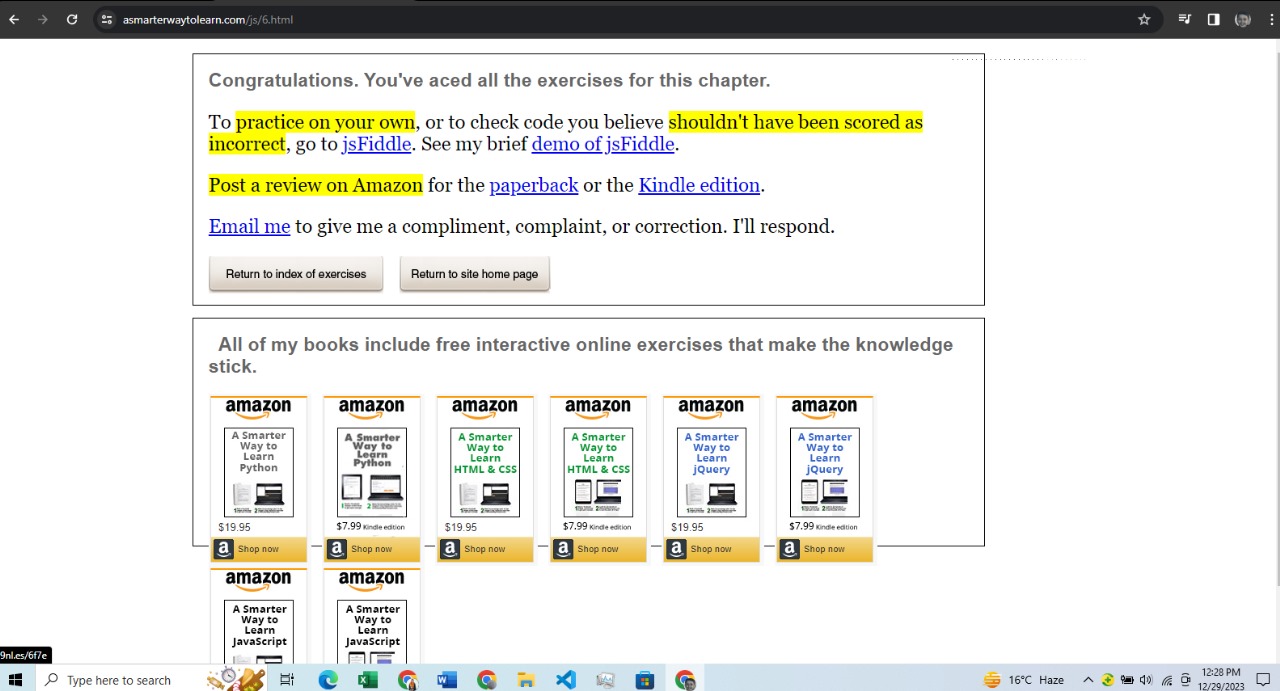 asmarterwaytolearn.com/js/6.html
Congratulations. You've aced all the exercises for this chapter.
To practice on your own, or to check code you believe shouldn't have been scored as
incorrect, go to jsFiddle. See my brief demo of jsFiddle.
Post a review on Amazon for the paperback or the Kindle edition.
Email me to give me a compliment, complaint, or correction. I'll respond.
Return to index of exercises Return to site home page
All of my books include free interactive online exercises that make the knowledge
stick.
amazon amazon amazon amazon amazon amazon
A Smarter A Smarter A Smarter A Smarter A Smarter A Smarter
Way to Way to Way to Way to Way to Way to
Learn Learn Learn Learn Learn Learn
Python Python HTML & CSS HTML & CSS jQuery jQuery
$19.95 $7.99 Kindle edition $19.95 $7.99 Kindle edition $19.95 $7.99 Kindle edition
a Shop now a Shop now a Shop now a Shop now a Shop now a Shop now
amazon amazon
A Smarter A Smarter
Way to Way to
Learn Learn
JavaScript JavaScript
9nl.es/6f7e
Type here to search
16°C Haze
12:28 PM
12/29/2023